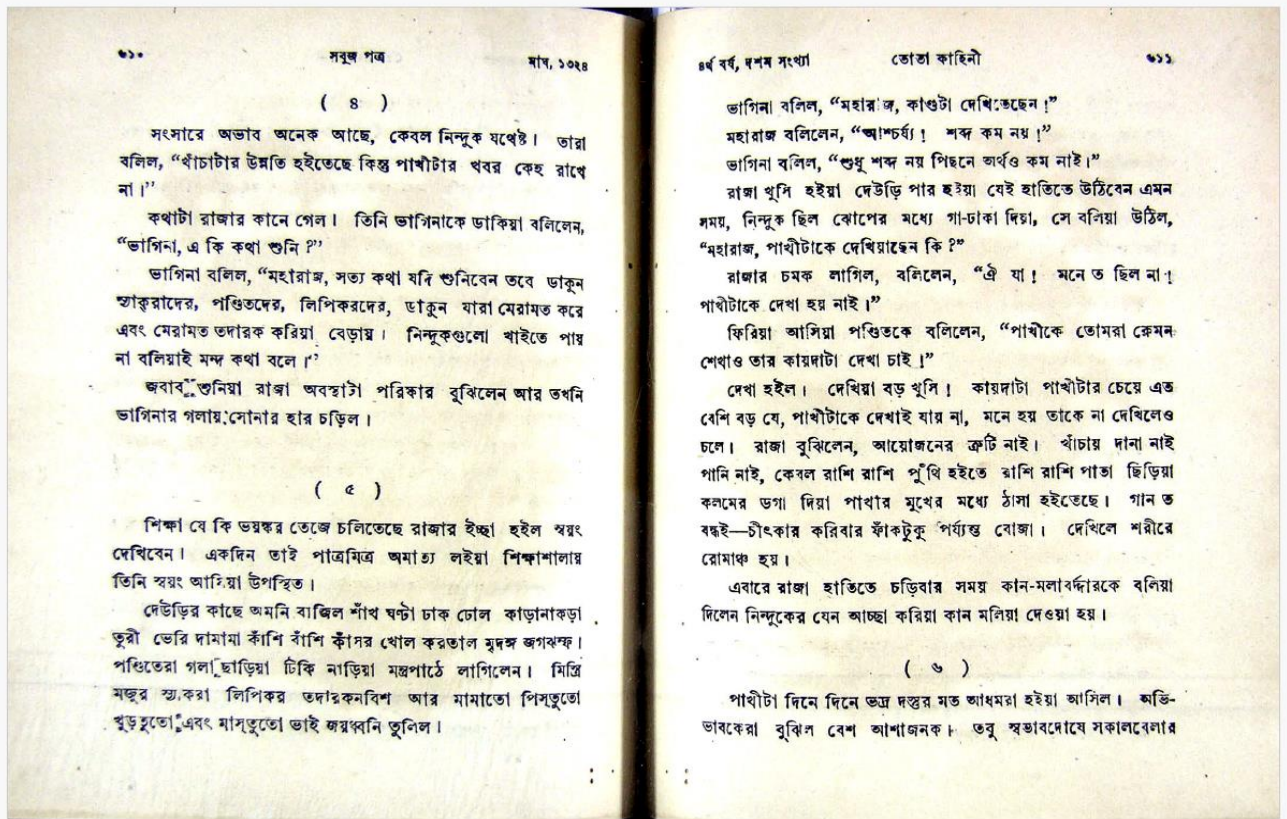 ৬১০
সবুজ পত্র
মাঘ, ১৩২৪
( ৪ )
সংসারে অভাব অনেক আছে, কেবল নিন্দুক যথেষ্ট। তারা
বলিল, “খাঁচাটার উন্নতি হইতেছে কিন্তু পাখীটার খবর কেহ রাখে
না।”
কথাটা রাজার কানে গেল। তিনি ভাগিনাকে ডাকিয়া বলিলেন,
“ভাগিনা, এ কি কথা শুনি ?”
ভাগিনা বলিল, “মহারাজ, সত্য কথা যদি শুনিবেন তবে ডাকুন
স্যাক্‌রাদের, পণ্ডিতদের, লিপিকরদের, ডাকুন যারা মেরামত করে
এবং মেরামত তদারক করিয়া বেড়ায়। নিন্দুকগুলো খাইতে পায়
না বলিয়াই মন্দ কথা বলে।”
জবাব শুনিয়া রাজা অবস্থাটা পরিষ্কার বুঝিলেন আর তখনি
ভাগিনার গলায় সোনার হার চড়িল।
( ৫ )
শিক্ষা যে কি ভয়ঙ্কর তেজে চলিতেছে রাজার ইচ্ছা হইল স্বয়ং
দেখিবেন। একদিন তাই পাত্রমিত্র অমাত্য লইয়া শিক্ষাশালায়
তিনি স্বয়ং আসিয়া উপস্থিত।
দেউড়ির কাছে অমনি বাজিল শাঁখ ঘণ্টা ঢাক ঢোল কাড়ানাকড়া
তুরী ভেরি দামামা কাঁশি বাঁশি কাঁসর খোল করতাল মৃদঙ্গ জগঝম্ফ।
পণ্ডিতেরা গলা ছাড়িয়া টিকি নাড়িয়া মন্ত্রপাঠে লাগিলেন। মিস্ত্রি
মজুর স্যাকরা লিপিকর তদারকনবিশ আর মামাতো পিস্‌তুতো
খুড়তুতো এবং মাস্‌তুতো ভাই জয়ধ্বনি তুলিল।
৪র্থ বর্ষ, দশম সংখ্যা
তোতা কাহিনী
৬১১
ভাগিনা বলিল, “মহারাজ, কাণ্ডটা দেখিতেছেন!”
মহারাজ বলিলেন, “আশ্চর্য্য! শব্দ কম নয়!”
ভাগিনা বলিল, “শুধু শব্দ নয় পিছনে অর্থও কম নাই।”
রাজা খুসি হইয়া দেউড়ি পার হইয়া যেই হাতিতে উঠিবেন এমন
সময়, নিন্দুক ছিল ঝোপের মধ্যে গা-ঢাকা দিয়া, সে বলিয়া উঠিল,
“মহারাজ, পাখীটাকে দেখিয়াছেন কি ?”
রাজার চমক লাগিল, বলিলেন, “ঐ যা! মনে ত ছিল না!
পাখীটাকে দেখা হয় নাই।”
ফিরিয়া আসিয়া পণ্ডিতকে বলিলেন, “পাখীকে তোমরা কেমন
শেখাও তার কায়দাটা দেখা চাই।”
দেখা হইল। দেখিয়া বড় খুসি! কায়দাটা পাখীটার চেয়ে এত
বেশি বড় যে, পাখীটাকে দেখাই যায় না, মনে হয় তাকে না দেখিলেও
চলে। রাজা বুঝিলেন, আয়োজনের ত্রুটি নাই। খাঁচায় দানা নাই
পানি নাই, কেবল রাশি রাশি পুঁথি হইতে রাশি রাশি পাতা ছিঁড়িয়া
কলমের ডগা দিয়া পাখার মুখের মধ্যে ঠাসা হইতেছে। গান ত
বন্ধই—চীৎকার করিবার ফাঁকটুকু পর্য্যন্ত বোজা। দেখিলে শরীরে
রোমাঞ্চ হয়।
এবারে রাজা হাতিতে চড়িবার সময় কান-মলাবর্দ্দারকে বলিয়া
দিলেন নিন্দুকের যেন আচ্ছা করিয়া কান মলিয়া দেওয়া হয়।
( ৬ )
পাখীটা দিনে দিনে ভদ্র দস্তুর মত আধমরা হইয়া আসিল। অভি-
ভাবকেরা বুঝিল বেশ আশাজনক। তবু স্বভাবদোষে সকালবেলার